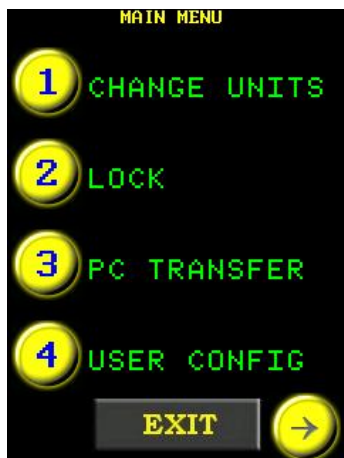 MAIN MENU
1 CHANGE UNITS
2 LOCK
3 PC TRANSFER
4 USER CONFIG
EXIT →